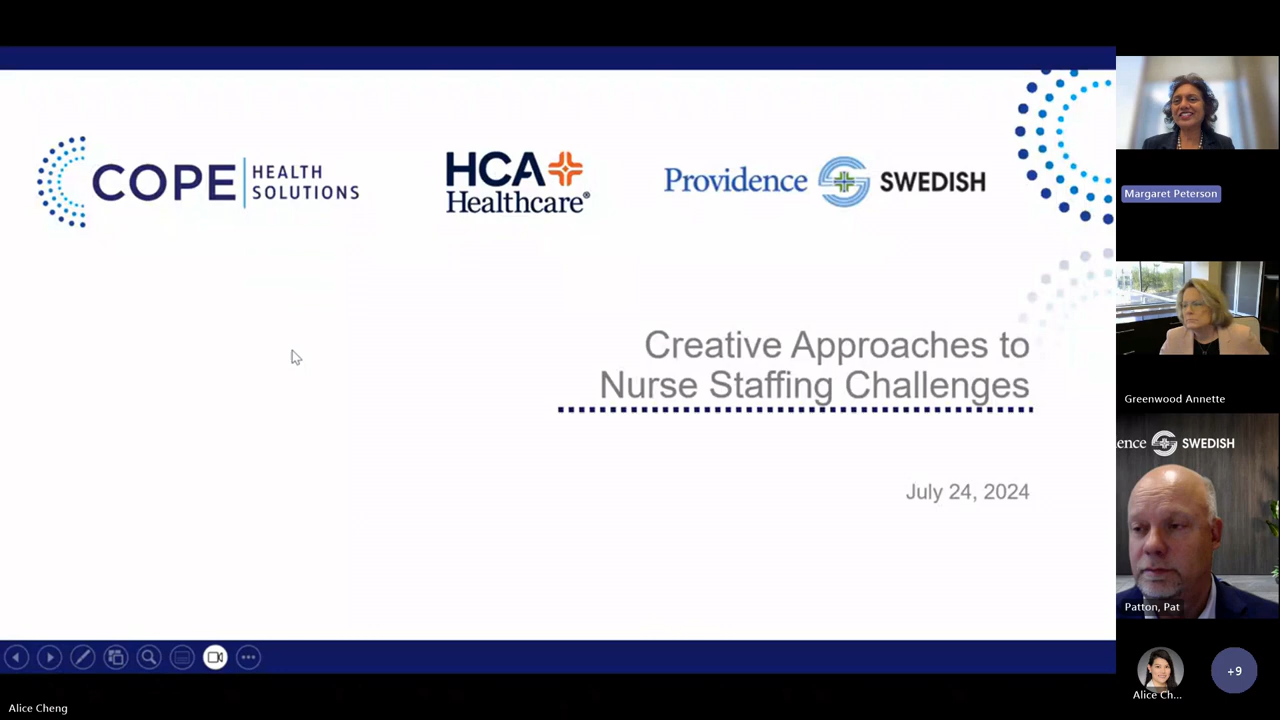 COPE HEALTH
SOLUTIONS
HCA
Healthcare®
Providence SWEDISH
Creative Approaches to
Nurse Staffing Challenges
July 24, 2024
Margaret Peterson
Greenwood Annette
ence SWEDISH
Patton, Pat
Alice Ch...
+9
Alice Cheng